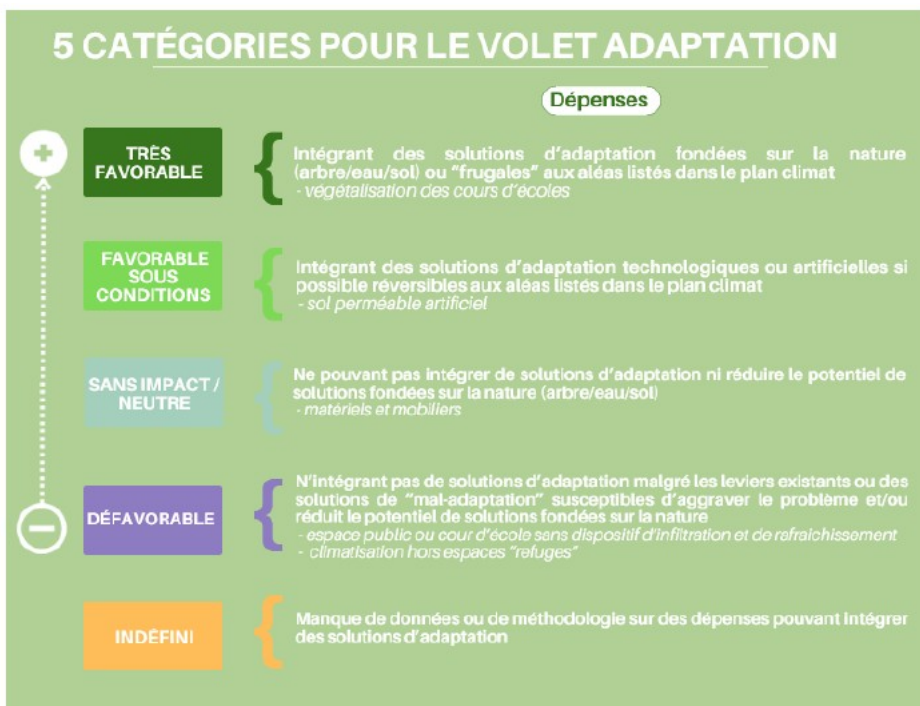 5 CATÉGORIES POUR LE VOLET ADAPTATION
Dépenses
+
TRÈS
FAVORABLE
Intégrant des solutions d'adaptation fondées sur la nature
(arbre/eau/sol) ou "frugales" aux aléas listés dans le plan climat
- végétalisation des cours d'écoles
FAVORABLE
SOUS
CONDITIONS
Intégrant des solutions d'adaptation technologiques ou artificielles si
possible réversibles aux aléas listés dans le plan climat
- sol perméable artificiel
SANS IMPACT /
NEUTRE
Ne pouvant pas intégrer de solutions d'adaptation ni réduire le potentiel de
solutions fondées sur la nature (arbre/eau/sol)
- matériels et mobiliers
DÉFAVORABLE
N'intégrant pas de solutions d'adaptation malgré les leviers existants ou des
solutions de "mal-adaptation" susceptibles d'aggraver le problème et/ou
réduit le potentiel de solutions fondées sur la nature
- espace public ou cour d'école sans dispositif d'infiltration et de rafraichissement
- climatisation hors espaces "refuges"
−
INDÉFINI
Manque de données ou de méthodologie sur des dépenses pouvant intégrer
des solutions d'adaptation